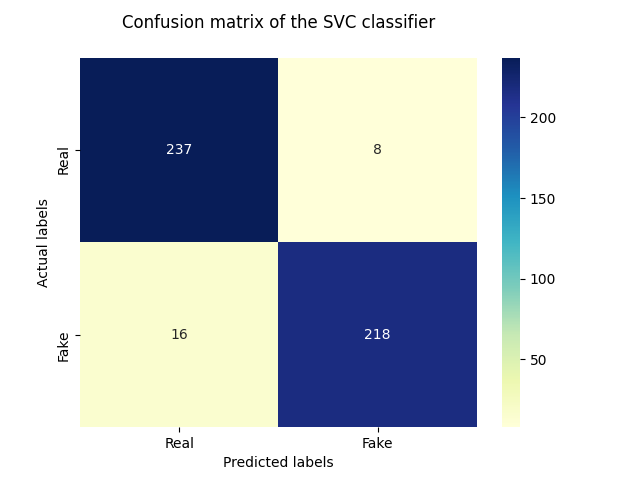 Confusion matrix of the SVC classifier
237
8
16
218
Real
Fake
Actual labels
Real
Fake
Predicted labels
200
150
100
50